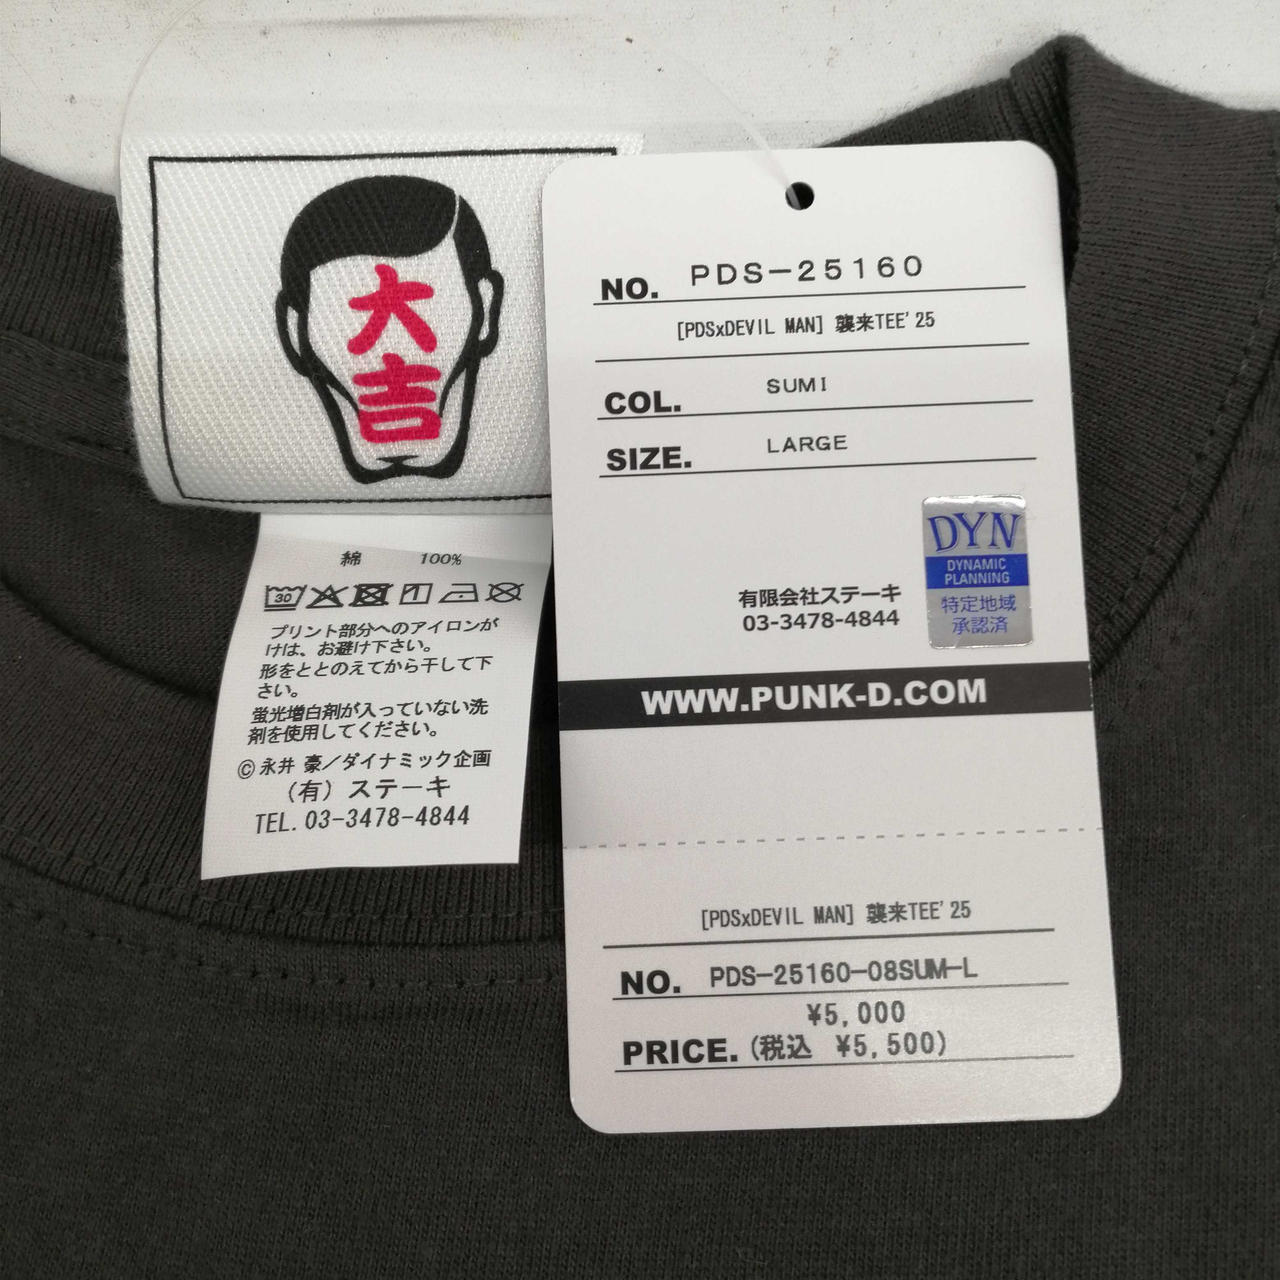 大
吉
綿 100%
30
プリント部分へのアイロンが
けは、お避け下さい。
形をととのえてから干して下
さい。
蛍光増白剤が入っていない洗
剤を使用してください。
© 永井 豪／ダイナミック企画
（有）ステーキ
TEL. 03-3478-4844
NO. PDS-25160
[PDSxDEVIL MAN] 襲来TEE'25
COL. SUMI
SIZE. LARGE
DYN
DYNAMIC
PLANNING
特定地域
承認済
有限会社ステーキ
03-3478-4844
WWW.PUNK-D.COM
[PDSxDEVIL MAN] 襲来TEE'25
NO. PDS-25160-08SUM-L
¥5,000
PRICE. (税込 ¥5,500)